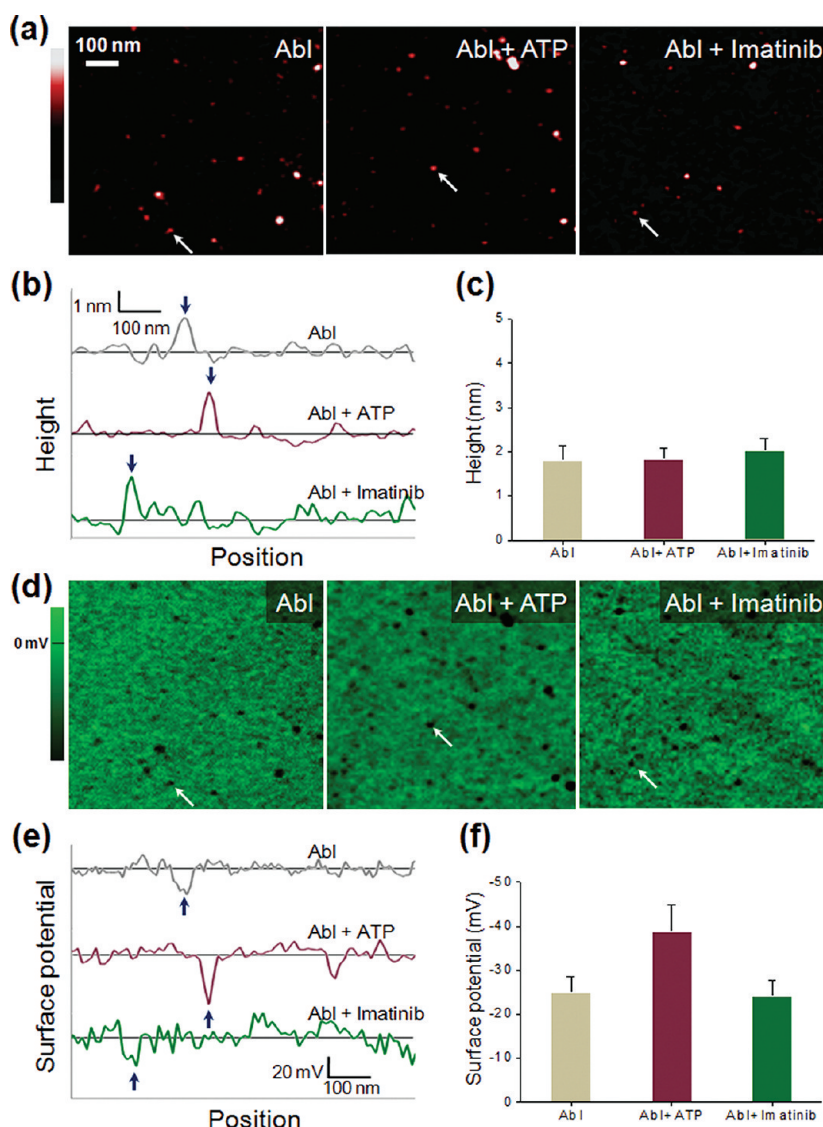 (a)
100 nm
Abl
Abl + ATP
Abl + Imatinib
(b)
1 nm
100 nm
Abl
Abl + ATP
Abl + Imatinib
Height
Position
(c)
5
4
3
2
1
0
Height (nm)
Abl
Abl+ATP
Abl+Imatinib
(d)
0 mV
Abl
Abl + ATP
Abl + Imatinib
(e)
Abl
Abl + ATP
Abl + Imatinib
20 mV
100 nm
Surface potential
Position
(f)
-50
-40
-30
-20
-10
0
Surface potential (mV)
Abl
Abl+ATP
Abl+Imatinib